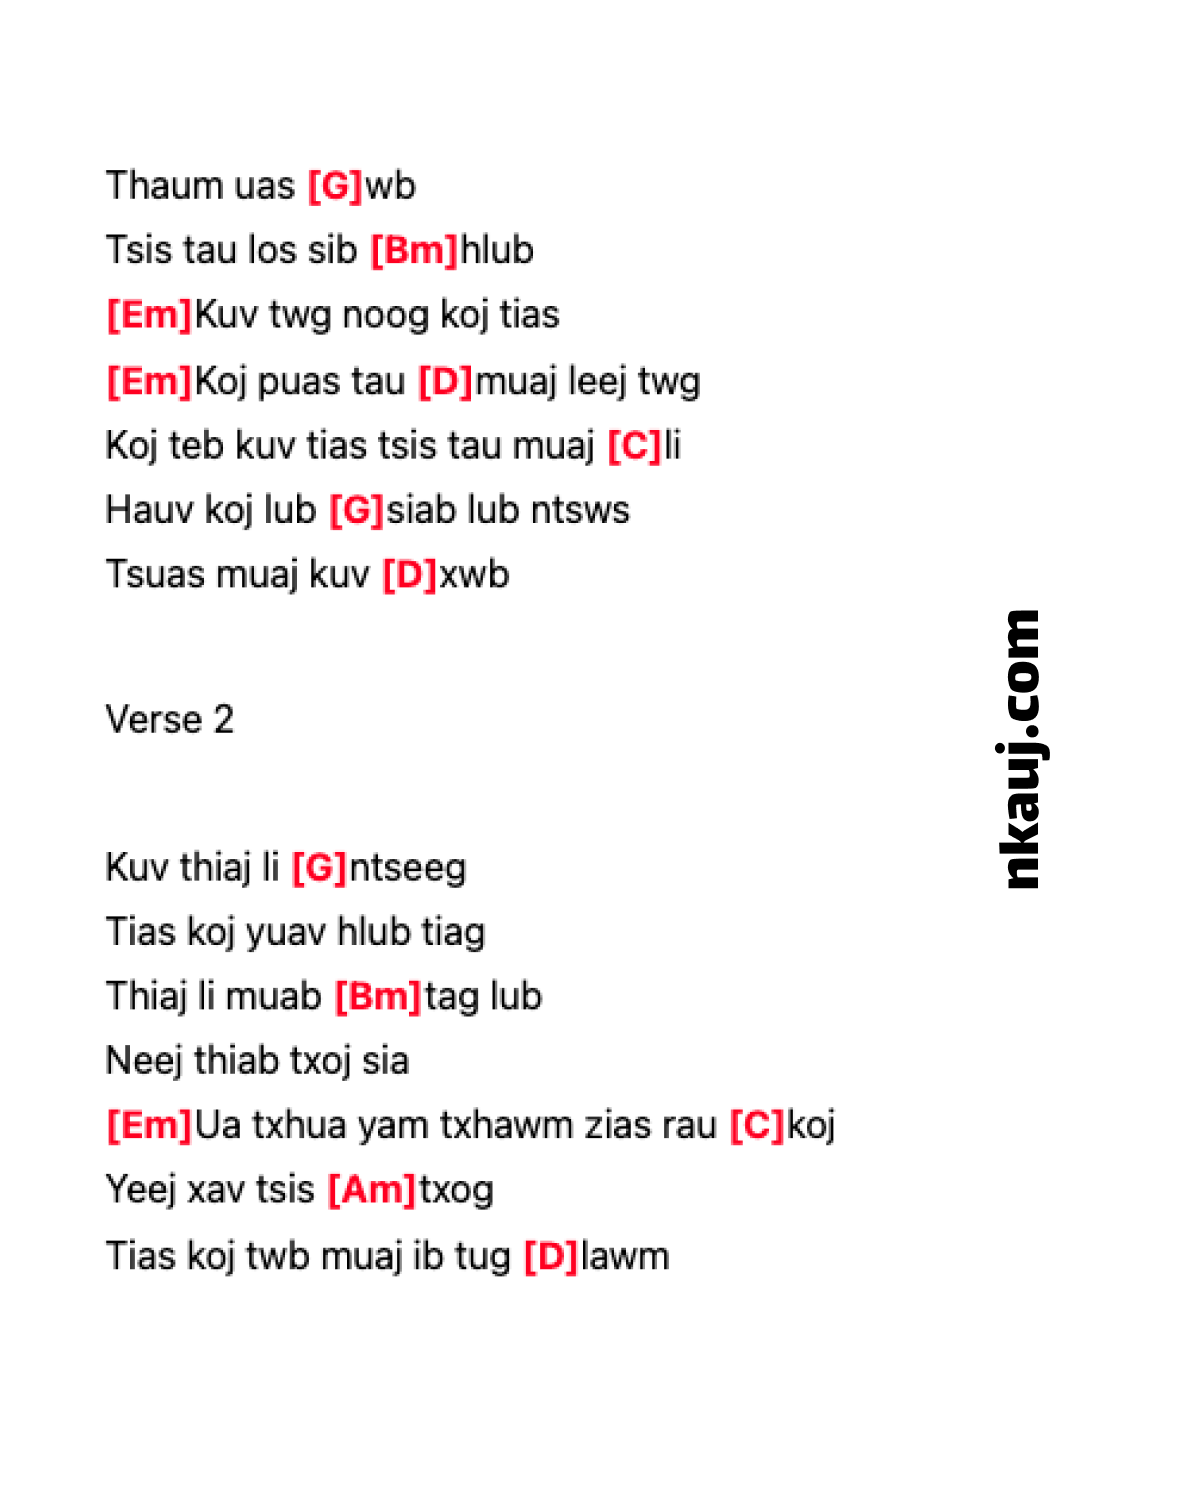 Thaum uas [G]wb
Tsis tau los sib [Bm]hlub
[Em]Kuv twg noog koj tias
[Em]Koj puas tau [D]muaj leej twg
Koj teb kuv tias tsis tau muaj [C]li
Hauv koj lub [G]siab lub ntsws
Tsuas muaj kuv [D]xwb
Verse 2
Kuv thiaj li [G]ntseeg
Tias koj yuav hlub tiag
Thiaj li muab [Bm]tag lub
Neej thiab txoj sia
[Em]Ua txhua yam txhawm zias rau [C]koj
Yeej xav tsis [Am]txog
Tias koj twb muaj ib tug [D]lawm
nkauj.com